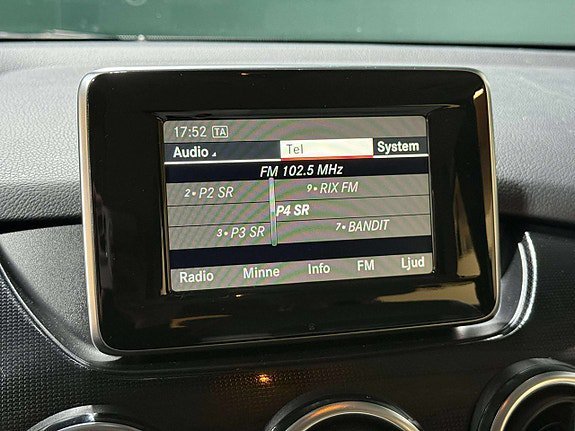 17:52 TA
Audio Tel System
FM 102.5 MHz
2• P2 SR 9• RIX FM
P4 SR
3• P3 SR 7• BANDIT
Radio Minne Info FM Ljud